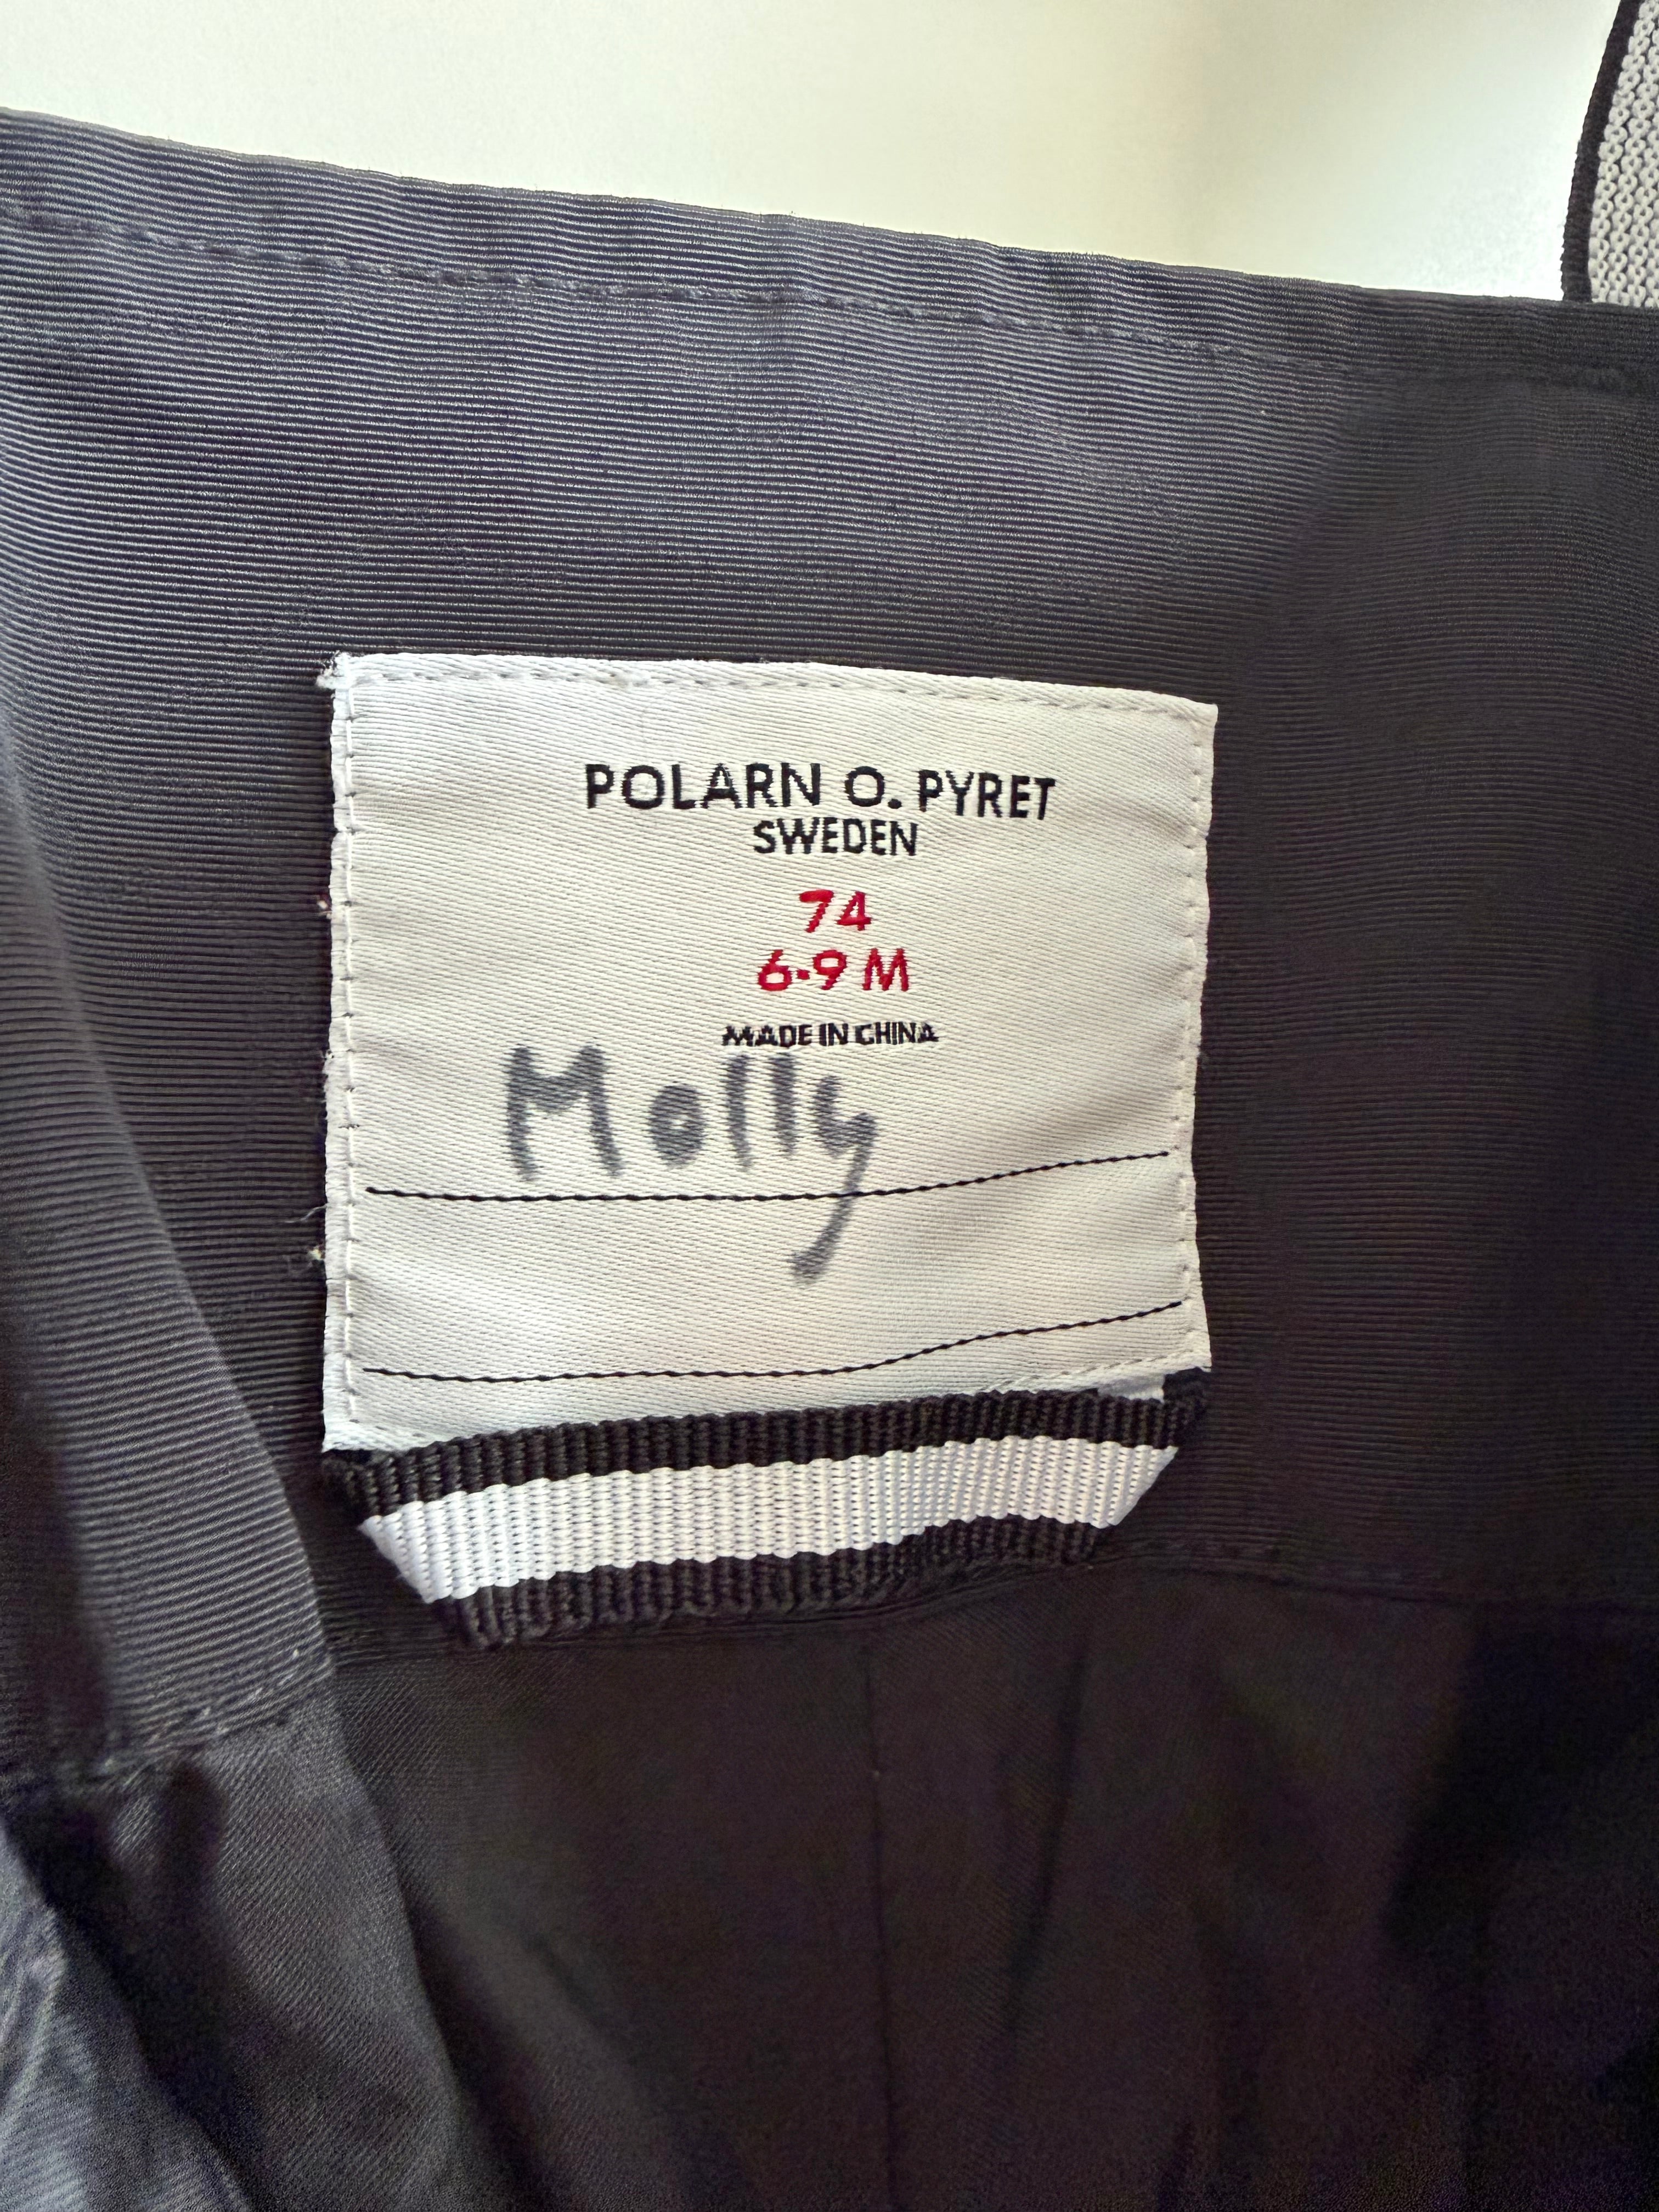 POLARN O. PYRET
SWEDEN
74
6-9 M
MADE IN CHINA
Molly